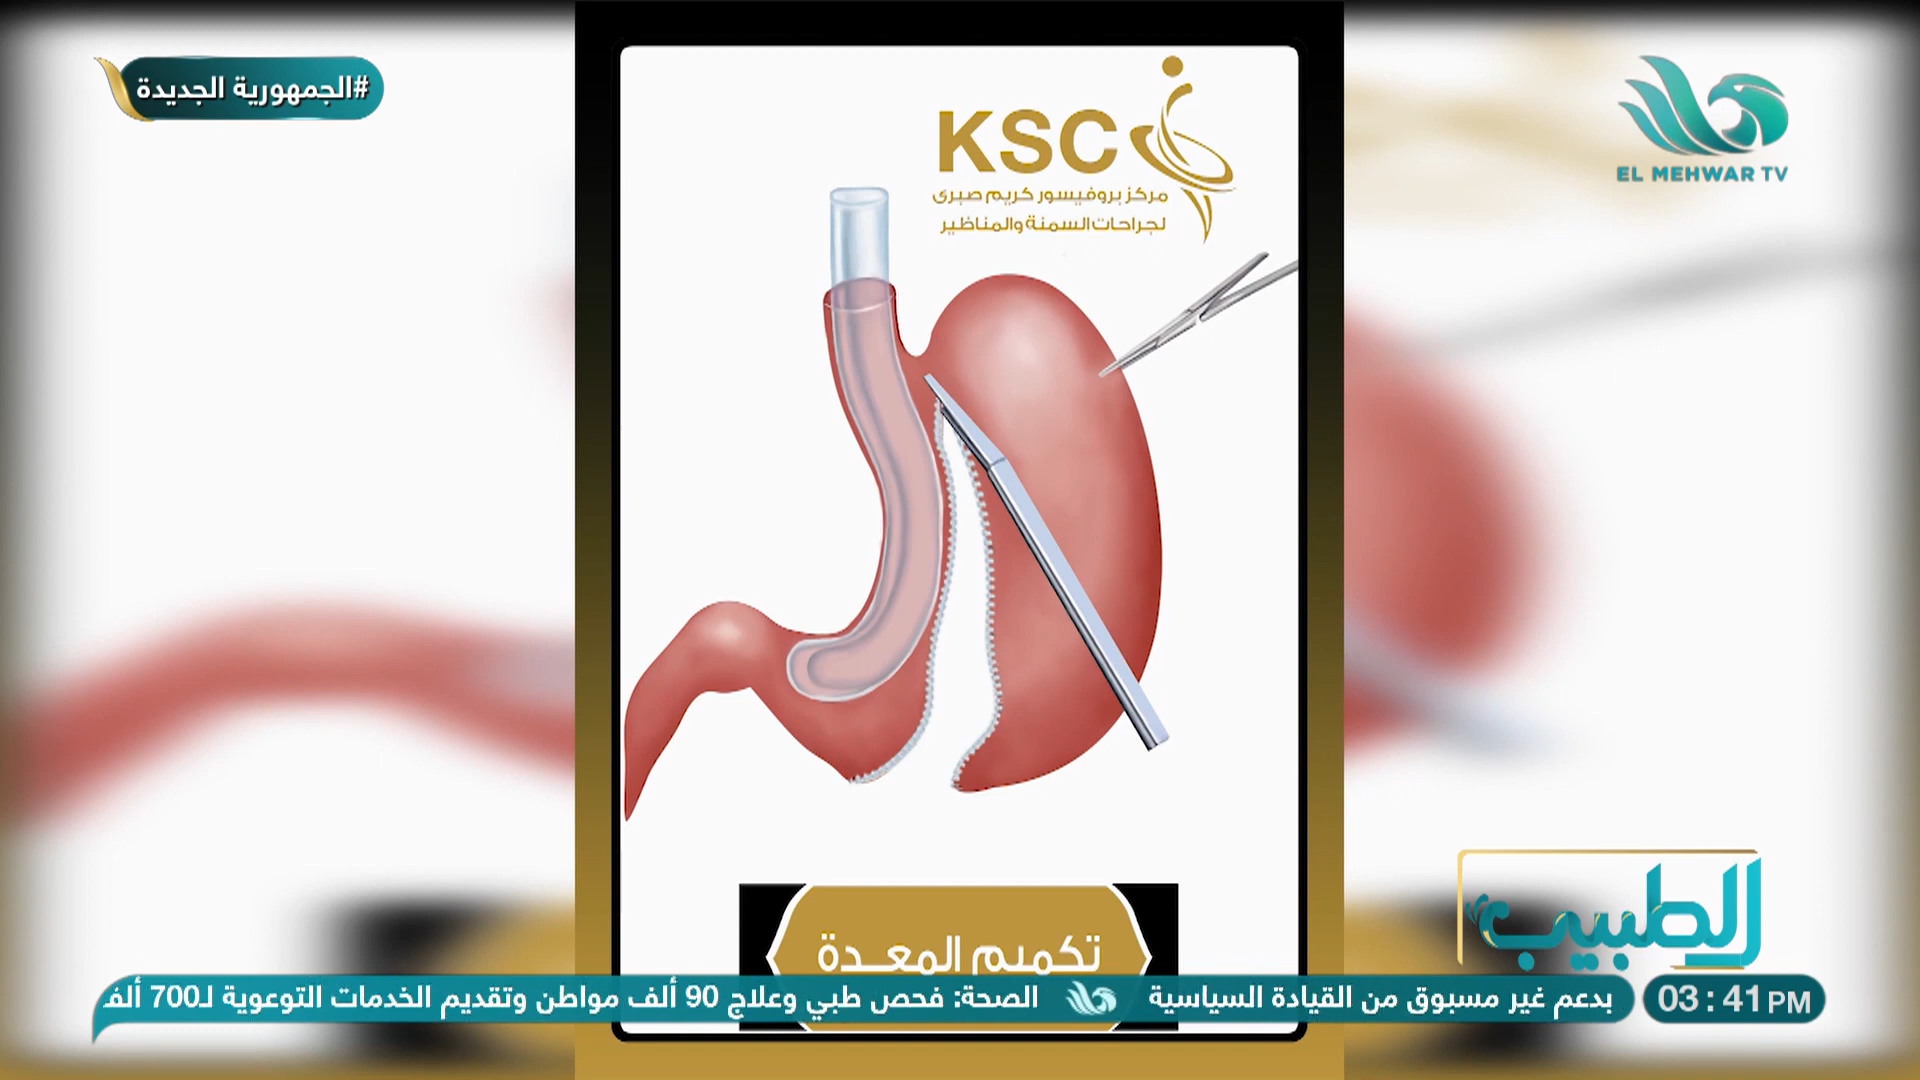 #الجمهورية الجديدة
EL MEHWAR TV
KSC
مركز بروفيسور كريم صبرى
لجراحات السمنة والمناظير
تكميم المعدة
الطبيب
بدعم غير مسبوق من القيادة السياسية
الصحة: فحص طبي وعلاج 90 ألف مواطن وتقديم الخدمات التوعوية لـ700 ألف
03:41 PM